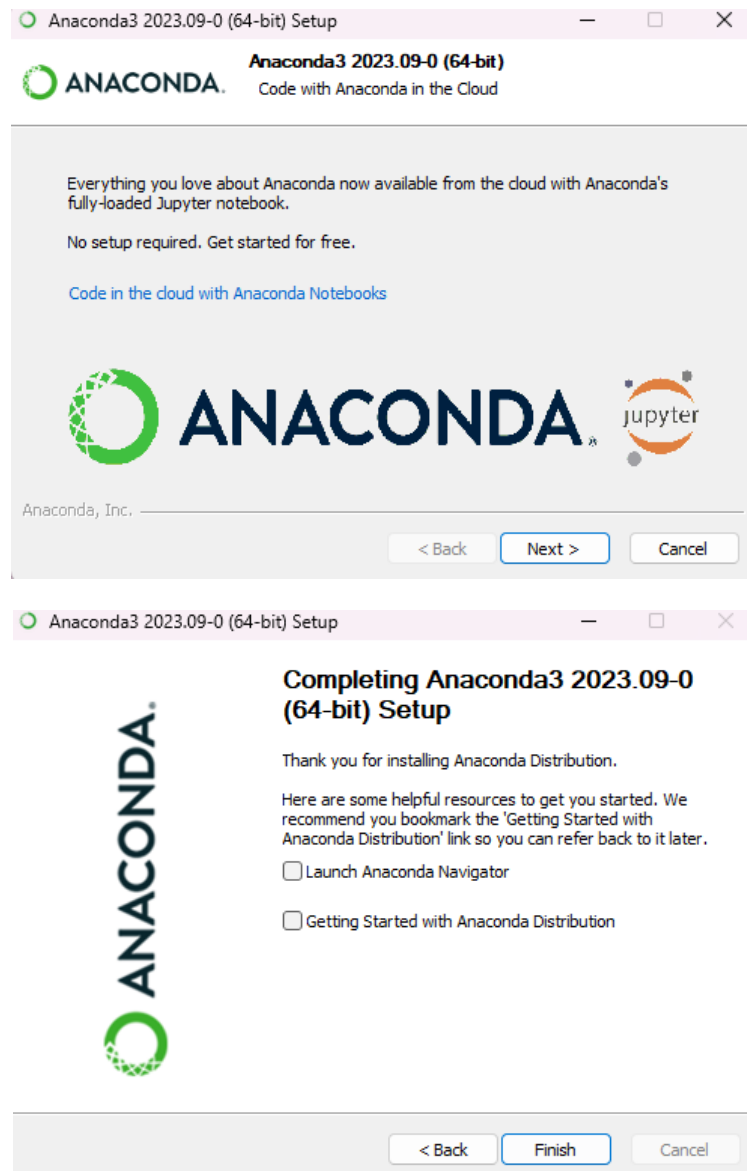 Anaconda3 2023.09-0 (64-bit) Setup
ANACONDA.
Anaconda3 2023.09-0 (64-bit)
Code with Anaconda in the Cloud
Everything you love about Anaconda now available from the cloud with Anaconda's
fully-loaded Jupyter notebook.
No setup required. Get started for free.
Code in the cloud with Anaconda Notebooks
ANACONDA.
jupyter
Anaconda, Inc.
< Back
Next >
Cancel
Anaconda3 2023.09-0 (64-bit) Setup
ANACONDA.
Completing Anaconda3 2023.09-0
(64-bit) Setup
Thank you for installing Anaconda Distribution.
Here are some helpful resources to get you started. We
recommend you bookmark the 'Getting Started with
Anaconda Distribution' link so you can refer back to it later.
Launch Anaconda Navigator
Getting Started with Anaconda Distribution
< Back
Finish
Cancel